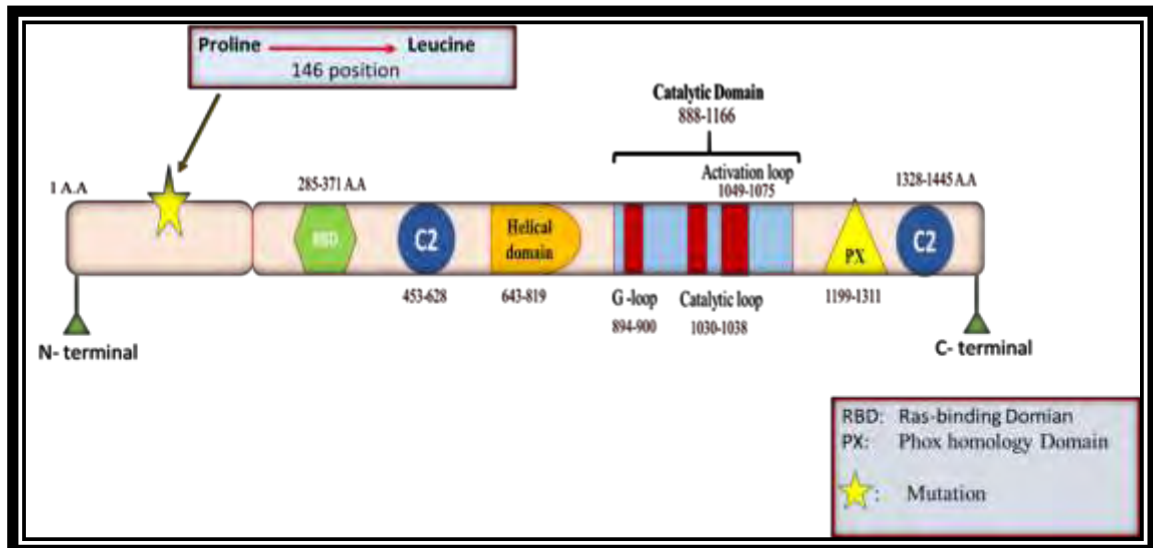 Proline Leucine
146 position
Catalytic Domain
888-1166
Activation loop
1049-1075
1 A.A
285-371 A.A
1328-1445 A.A
RBD
C2
Helical
domain
PX
C2
453-628
643-819
G -loop
894-900
Catalytic loop
1030-1038
1199-1311
N- terminal
C- terminal
RBD: Ras-binding Domian
PX: Phox homology Domain
: Mutation